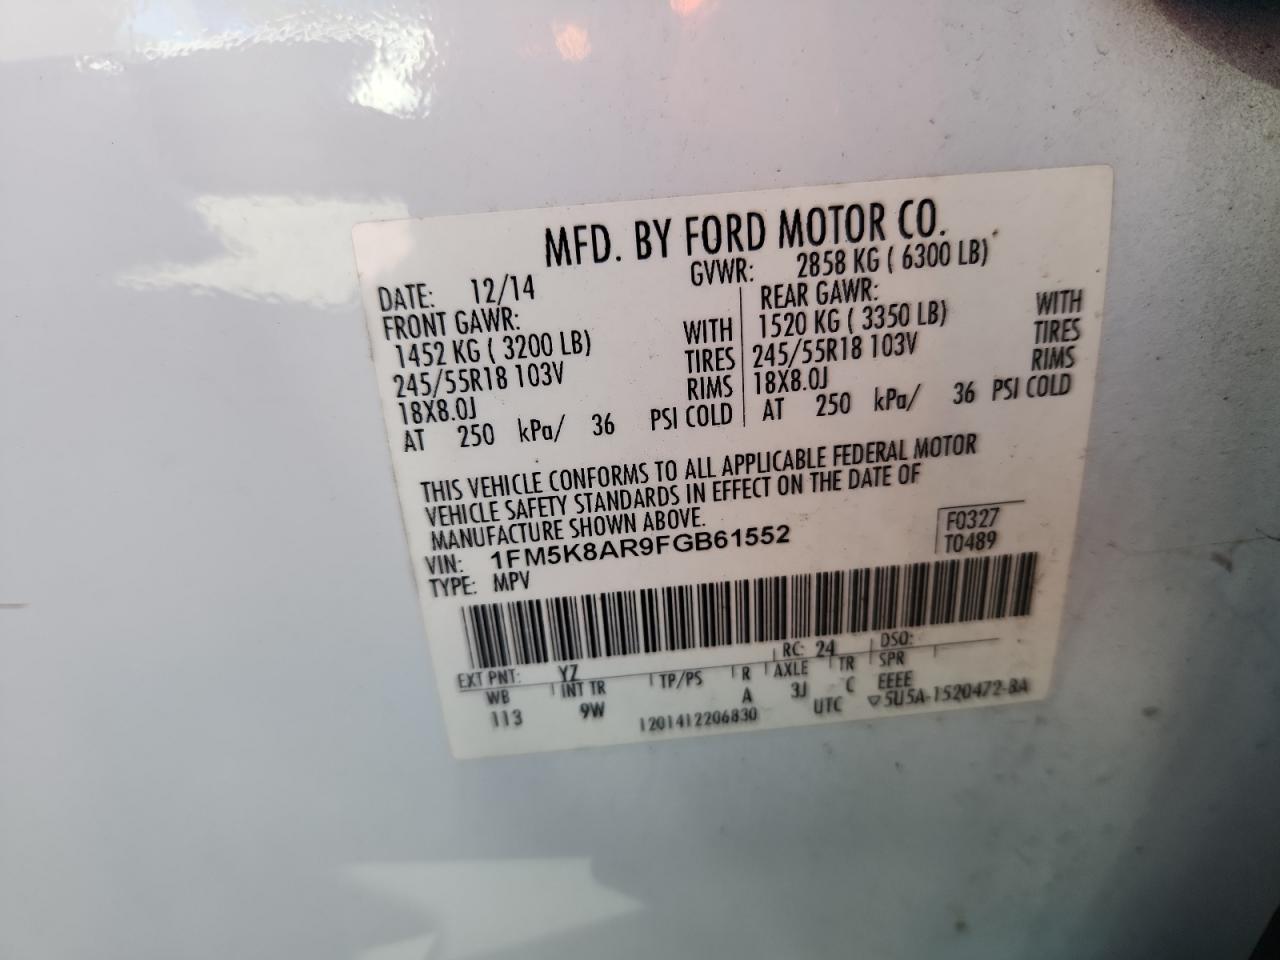 MFD. BY FORD MOTOR CO.
DATE: 12/14 GVWR: 2858 KG ( 6300 LB)
FRONT GAWR: REAR GAWR:
1452 KG ( 3200 LB) WITH 1520 KG ( 3350 LB) WITH
245/55R18 103V TIRES 245/55R18 103V TIRES
18X8.0J RIMS 18X8.0J RIMS
AT 250 kPa/ 36 PSI COLD AT 250 kPa/ 36 PSI COLD
THIS VEHICLE CONFORMS TO ALL APPLICABLE FEDERAL MOTOR
VEHICLE SAFETY STANDARDS IN EFFECT ON THE DATE OF
MANUFACTURE SHOWN ABOVE.
VIN: 1FM5K8AR9FGB61552 F0327
TYPE: MPV T0489
EXT PNT: YZ RC: 24 DSO:
WB INT TR TP/PS R AXLE TR SPR
113 9W A 3J C EEEE
1201412206830 UTC ▽5U5A-1520472-BA